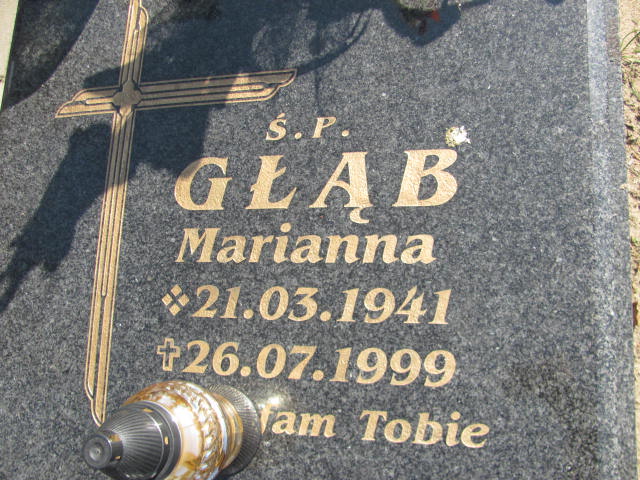 Ś.P.
GŁĄB
Marianna
21.03.1941
26.07.1999
Tobie